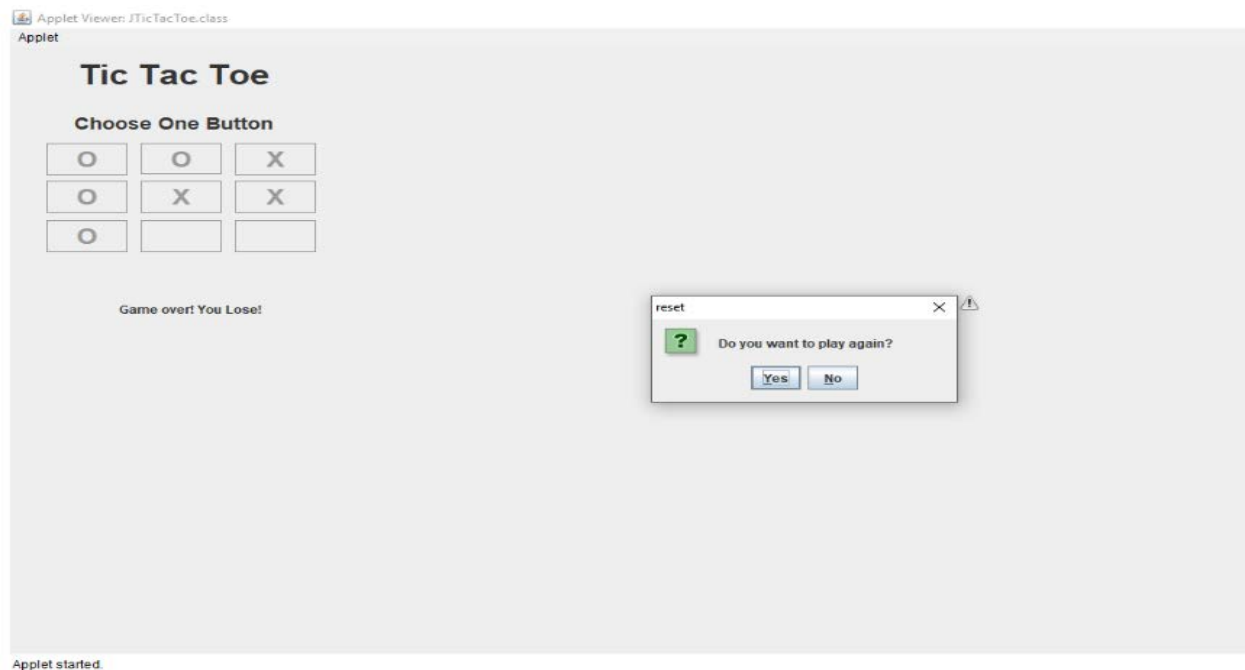 Applet Viewer: JTicTacToe.class
Applet
Tic Tac Toe
Choose One Button
O O X
O X X
O
Game over! You Lose!
reset
? Do you want to play again?
Yes No
Applet started.